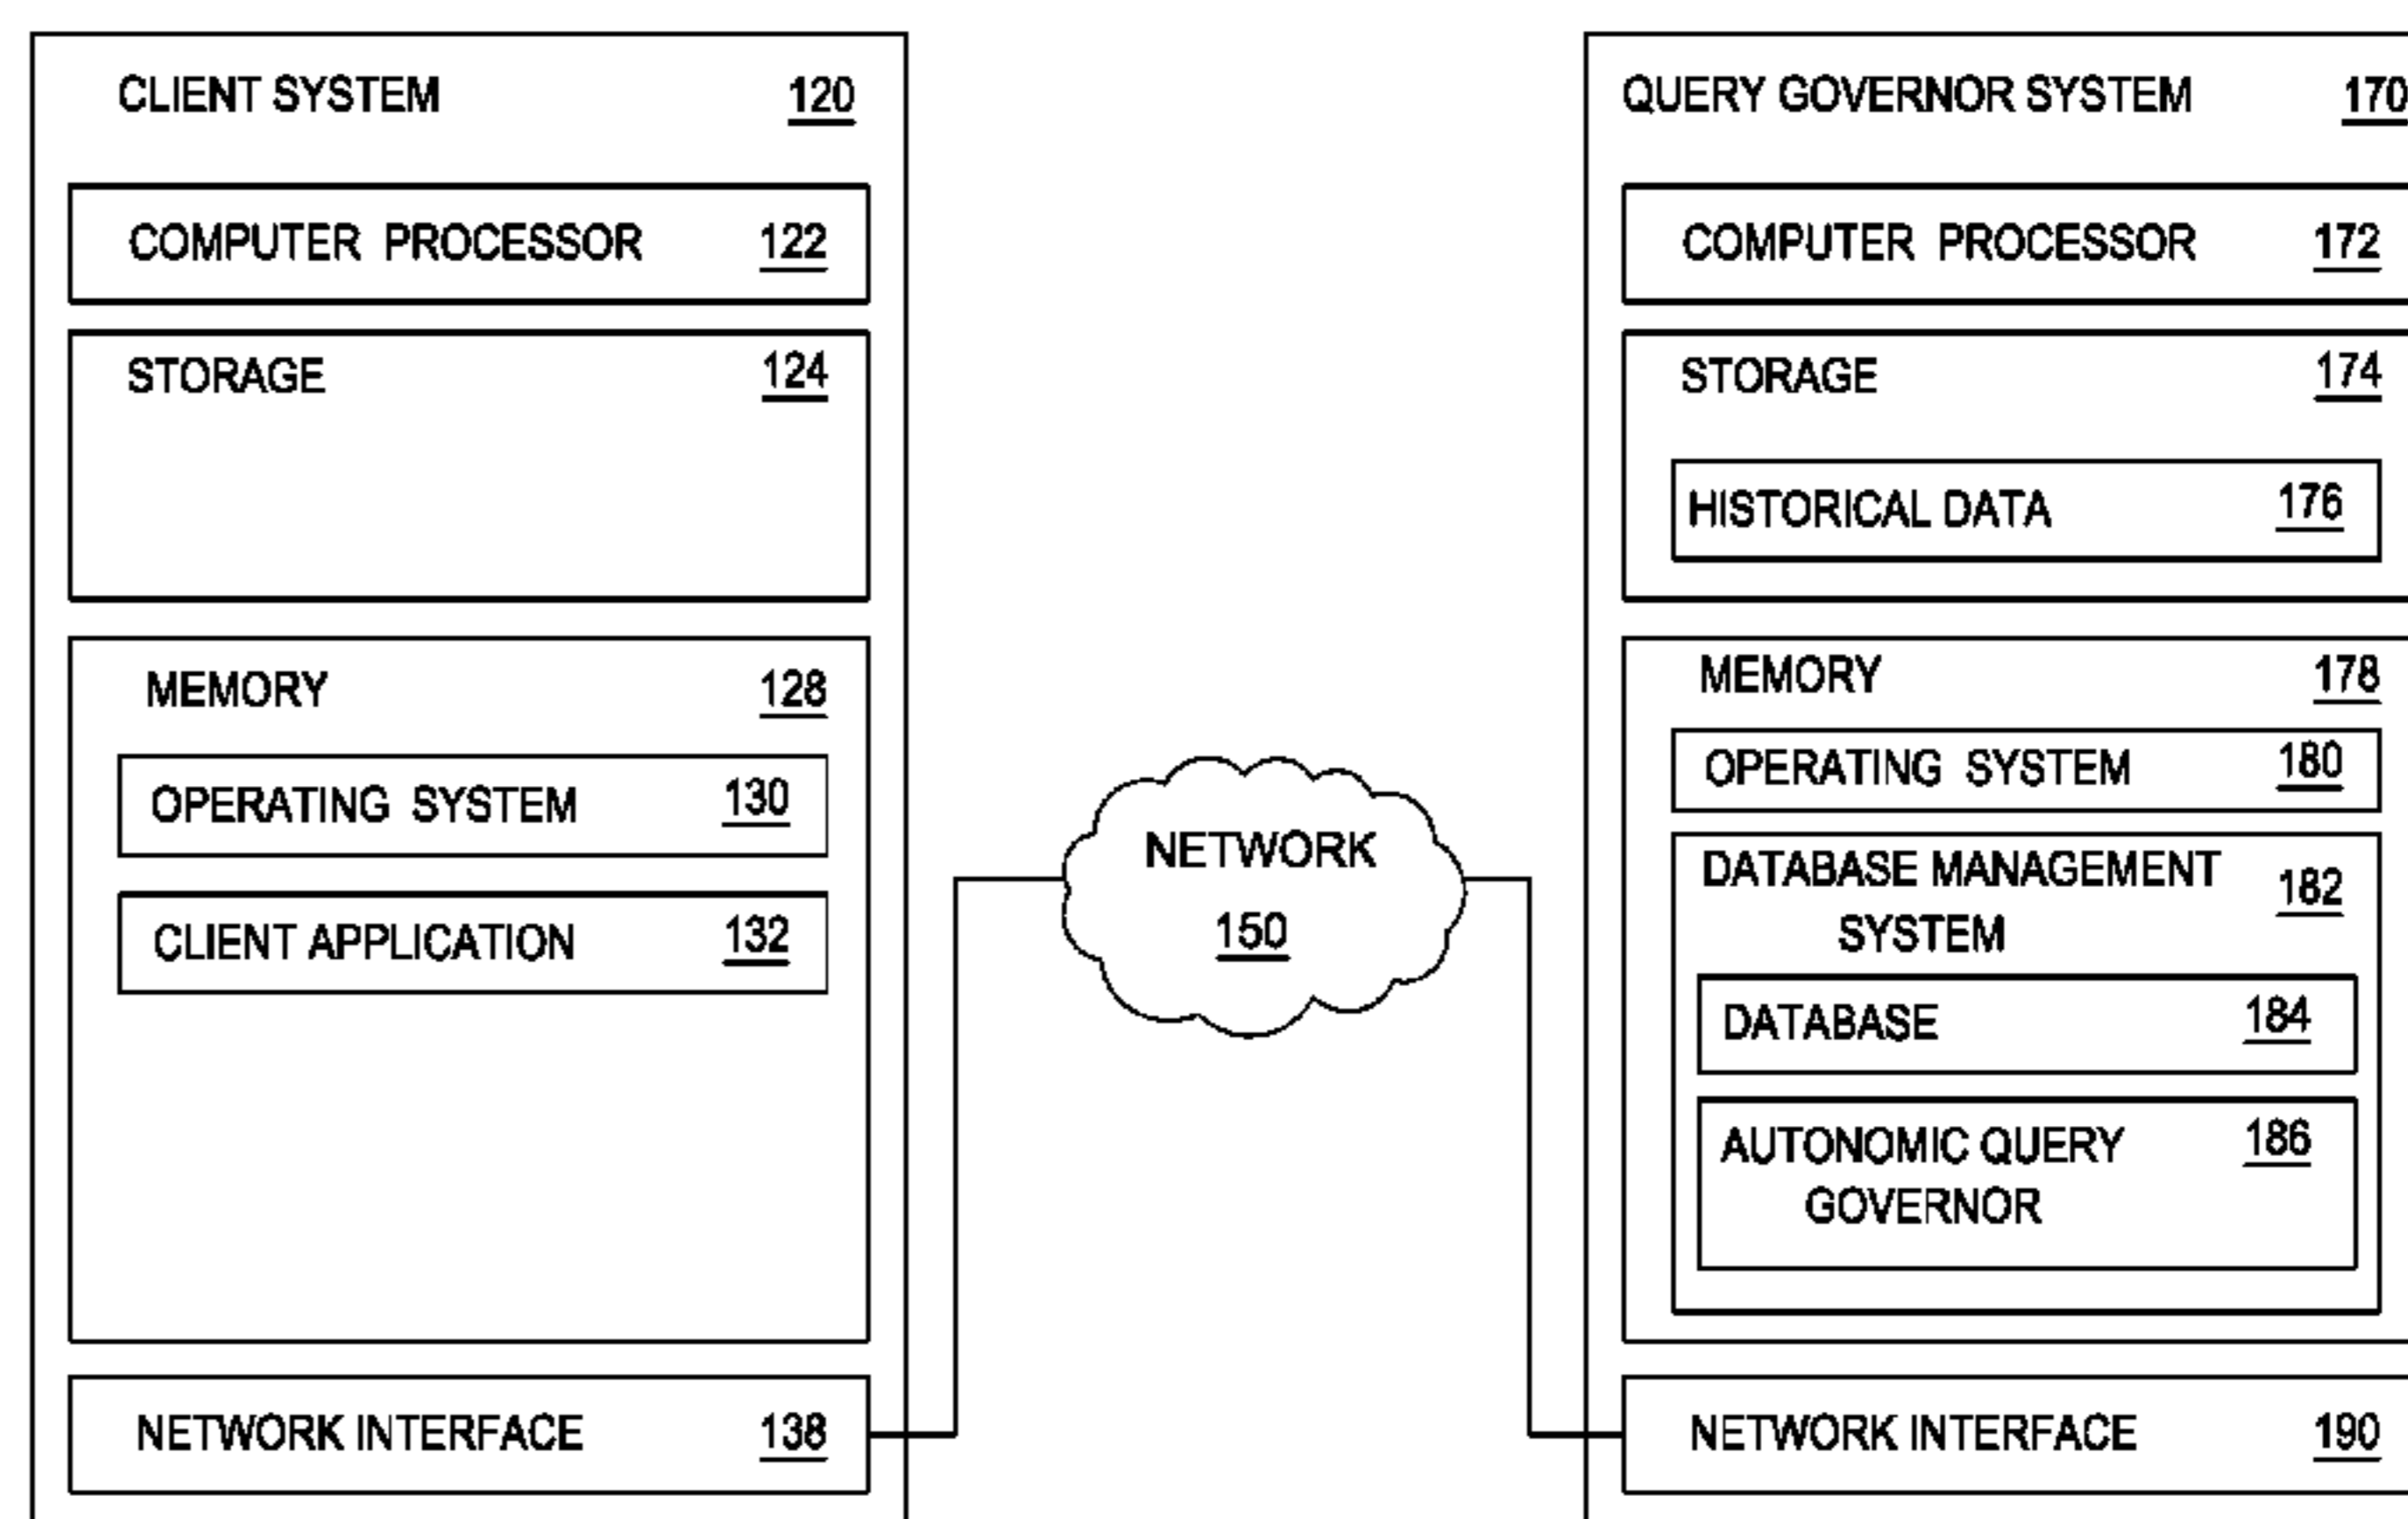 CLIENT SYSTEM 120
COMPUTER PROCESSOR 122
STORAGE 124
MEMORY 128
OPERATING SYSTEM 130
CLIENT APPLICATION 132
NETWORK INTERFACE 138
NETWORK
150
QUERY GOVERNOR SYSTEM 170
COMPUTER PROCESSOR 172
STORAGE 174
HISTORICAL DATA 176
MEMORY 178
OPERATING SYSTEM 180
DATABASE MANAGEMENT 182
SYSTEM
DATABASE 184
AUTONOMIC QUERY 186
GOVERNOR
NETWORK INTERFACE 190